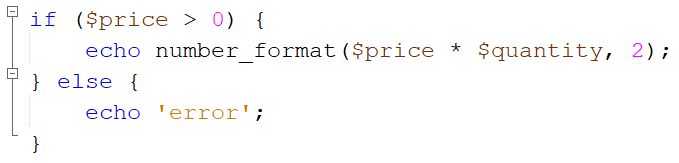 if ($price > 0) {
    echo number_format($price * $quantity, 2);
} else {
    echo 'error';
}